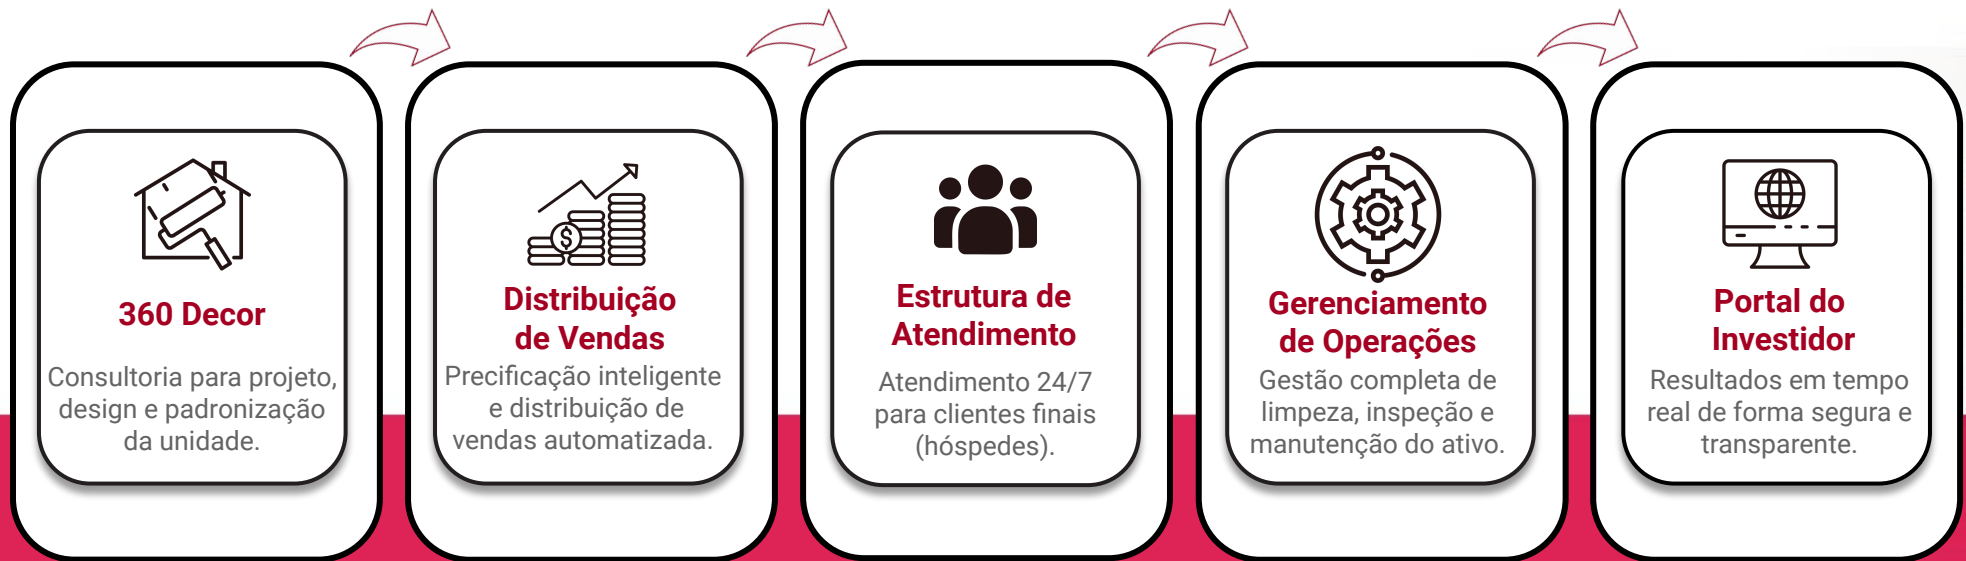 360 Decor
Consultoria para projeto,
design e padronização
da unidade.
Distribuição
de Vendas
Precificação inteligente
e distribuição de
vendas automatizada.
Estrutura de
Atendimento
Atendimento 24/7
para clientes finais
(hóspedes).
Gerenciamento
de Operações
Gestão completa de
limpeza, inspeção e
manutenção do ativo.
Portal do
Investidor
Resultados em tempo
real de forma segura e
transparente.